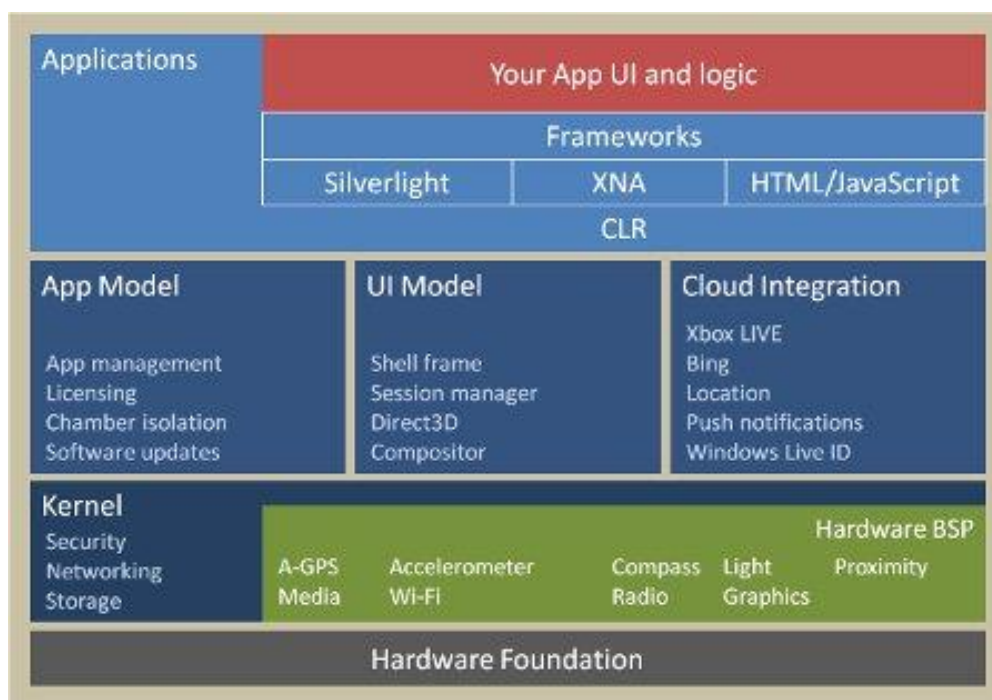 Applications
Your App UI and logic
Frameworks
Silverlight
XNA
HTML/JavaScript
CLR
App Model
App management
Licensing
Chamber isolation
Software updates
UI Model
Shell frame
Session manager
Direct3D
Compositor
Cloud Integration
Xbox LIVE
Bing
Location
Push notifications
Windows Live ID
Kernel
Security
Networking
Storage
Hardware BSP
A-GPS Accelerometer Compass Light Proximity
Media Wi-Fi Radio Graphics
Hardware Foundation